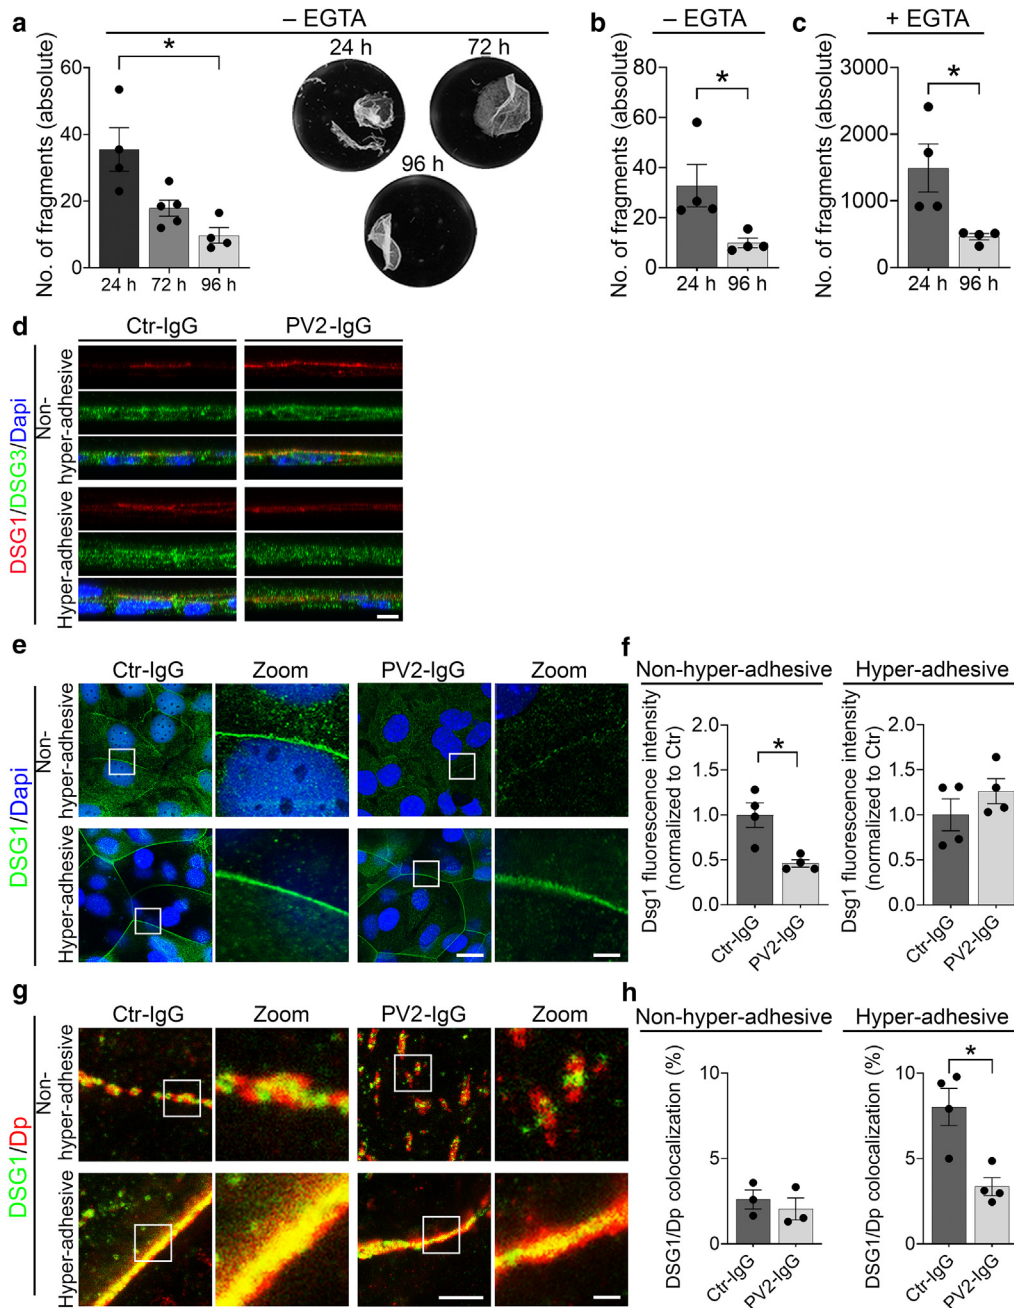 a
– EGTA
No. of fragments (absolute)
60
40
20
0
*
24 h
72 h
96 h
24 h
72 h
96 h
b
– EGTA
No. of fragments (absolute)
80
60
40
20
0
*
24 h
96 h
c
+ EGTA
No. of fragments (absolute)
3000
2000
1000
0
*
24 h
96 h
d
Ctr-IgG
PV2-IgG
DSG1/DSG3/Dapi
Non-
hyper-adhesive
Hyper-adhesive
e
Ctr-IgG
Zoom
PV2-IgG
Zoom
DSG1/Dapi
Non-
hyper-adhesive
Hyper-adhesive
f
Non-hyper-adhesive
Dsg1 fluorescence intensity
(normalized to Ctr)
2.0
1.5
1.0
0.5
0.0
*
Ctr-IgG
PV2-IgG
Hyper-adhesive
Dsg1 fluorescence intensity
(normalized to Ctr)
2.0
1.5
1.0
0.5
0.0
Ctr-IgG
PV2-IgG
g
Ctr-IgG
Zoom
PV2-IgG
Zoom
DSG1/Dp
Non-
hyper-adhesive
Hyper-adhesive
h
Non-hyper-adhesive
DSG1/Dp colocalization (%)
10
5
0
Ctr-IgG
PV2-IgG
Hyper-adhesive
DSG1/Dp colocalization (%)
10
5
0
*
Ctr-IgG
PV2-IgG